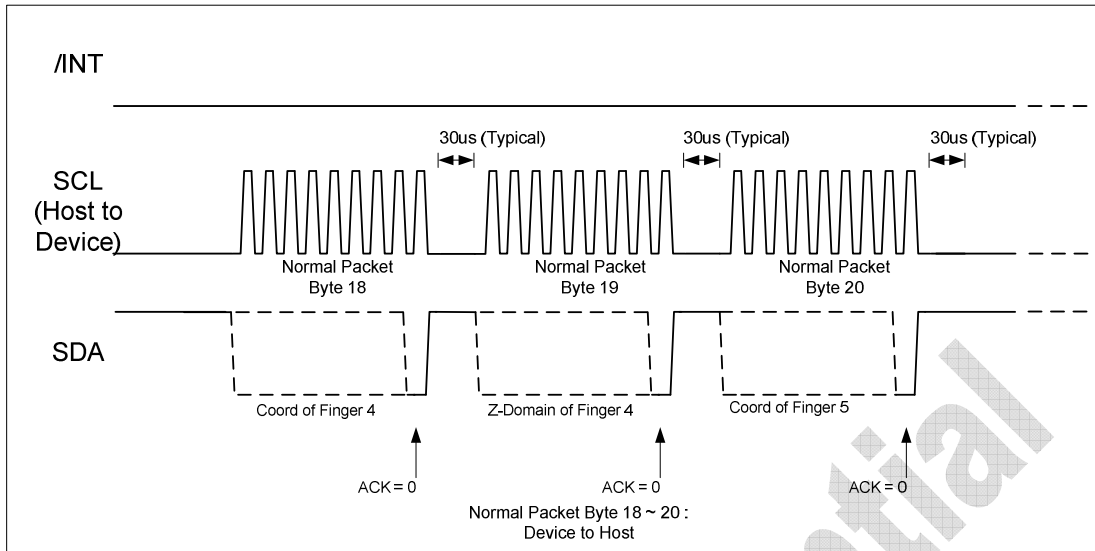 /INT
30us (Typical)
30us (Typical)
30us (Typical)
SCL
(Host to
Device)
Normal Packet
Byte 18
Normal Packet
Byte 19
Normal Packet
Byte 20
SDA
Coord of Finger 4
Z-Domain of Finger 4
Coord of Finger 5
ACK = 0
ACK = 0
ACK = 0
Normal Packet Byte 18 ~ 20 :
Device to Host
ntial